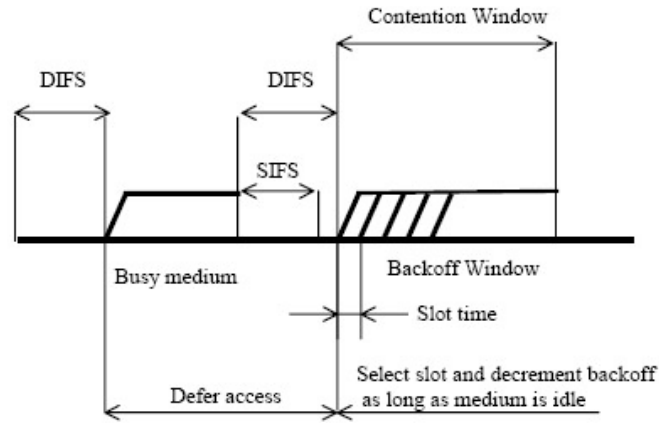 Contention Window
DIFS
DIFS
SIFS
Busy medium
Backoff Window
Slot time
Defer access
Select slot and decrement backoff
as long as medium is idle